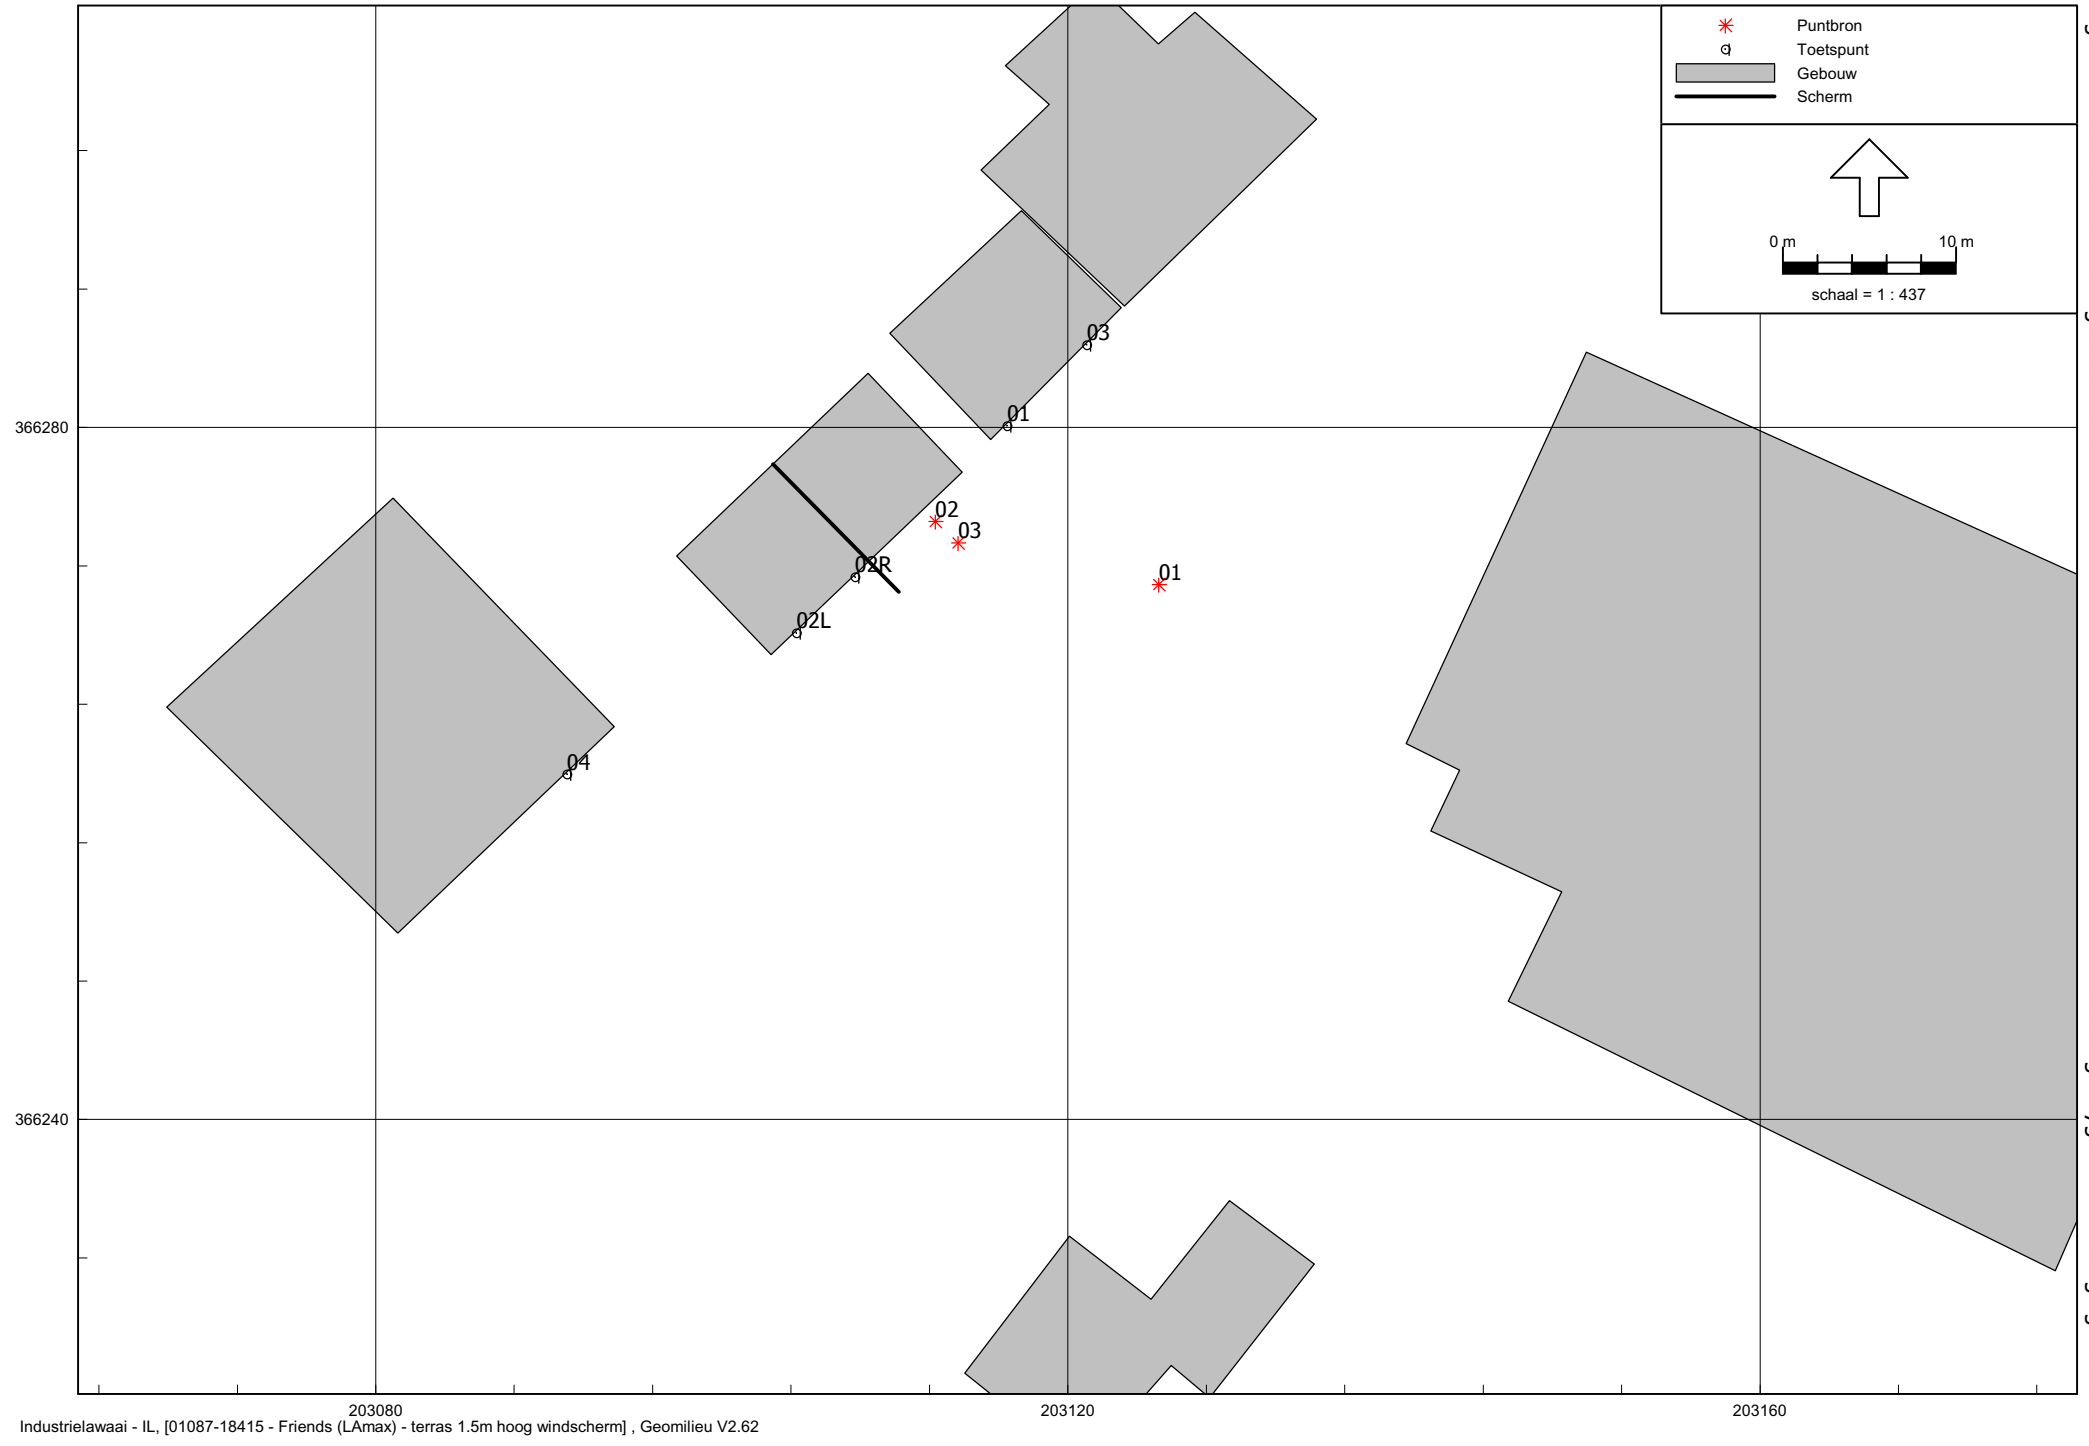 Puntbron
Toetspunt
Gebouw
Scherm
0 m 10 m
schaal = 1 : 437
03
01
366280
02
03
02R
01
02L
04
366240
203080 203120 203160
Industrielawaai - IL, [01087-18415 - Friends (LAmax) - terras 1.5m hoog windscherm] , Geomilieu V2.62